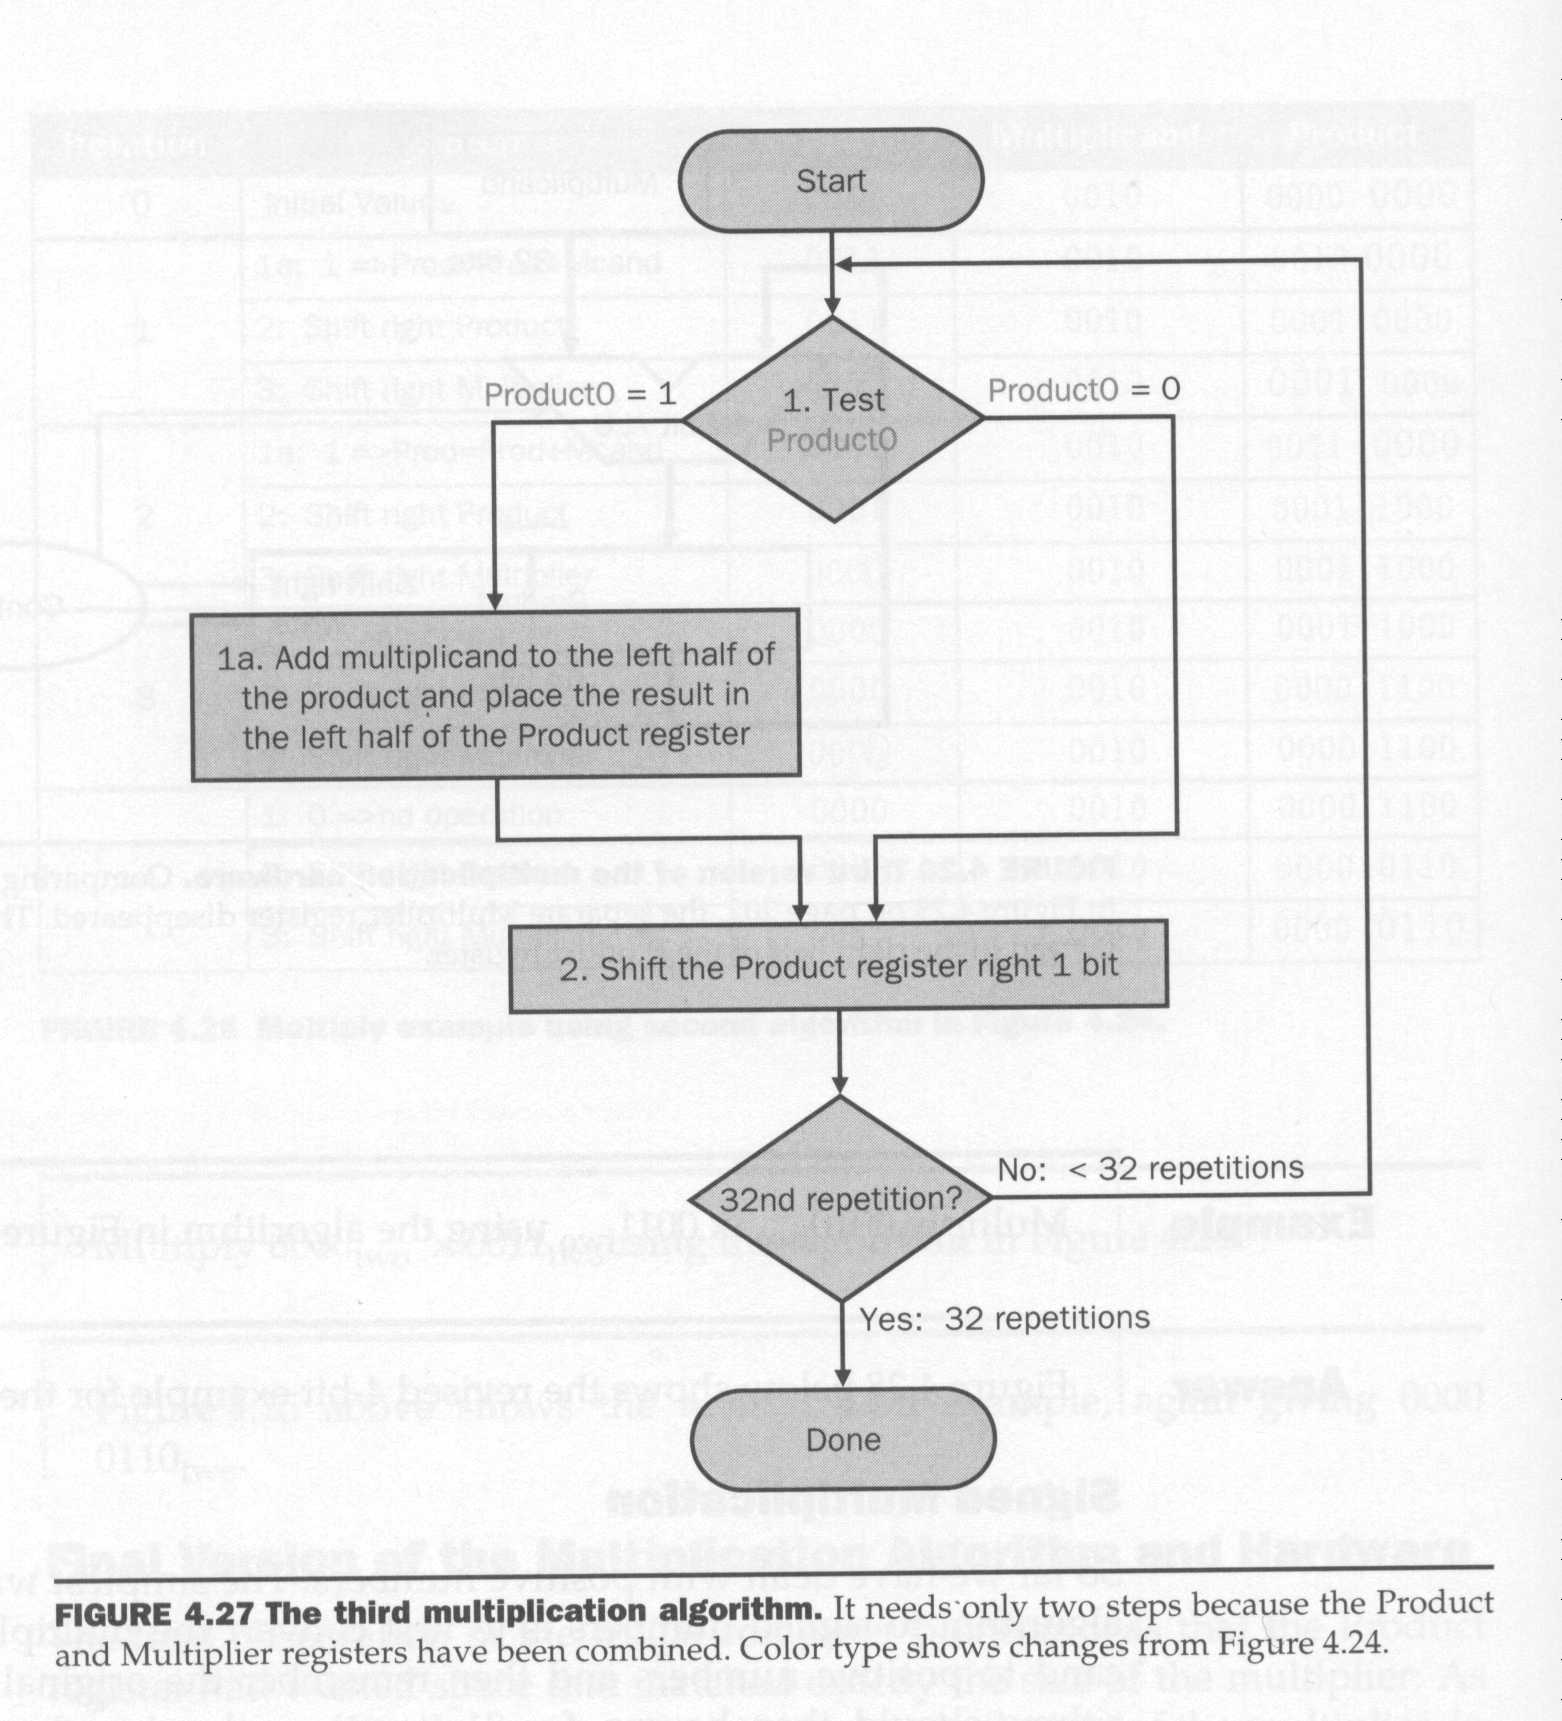 Start
Product0 = 1
1. Test
Product0
Product0 = 0
1a. Add multiplicand to the left half of
the product and place the result in
the left half of the Product register
2. Shift the Product register right 1 bit
32nd repetition?
No: < 32 repetitions
Yes: 32 repetitions
Done
FIGURE 4.27 The third multiplication algorithm. It needs only two steps because the Product
and Multiplier registers have been combined. Color type shows changes from Figure 4.24.